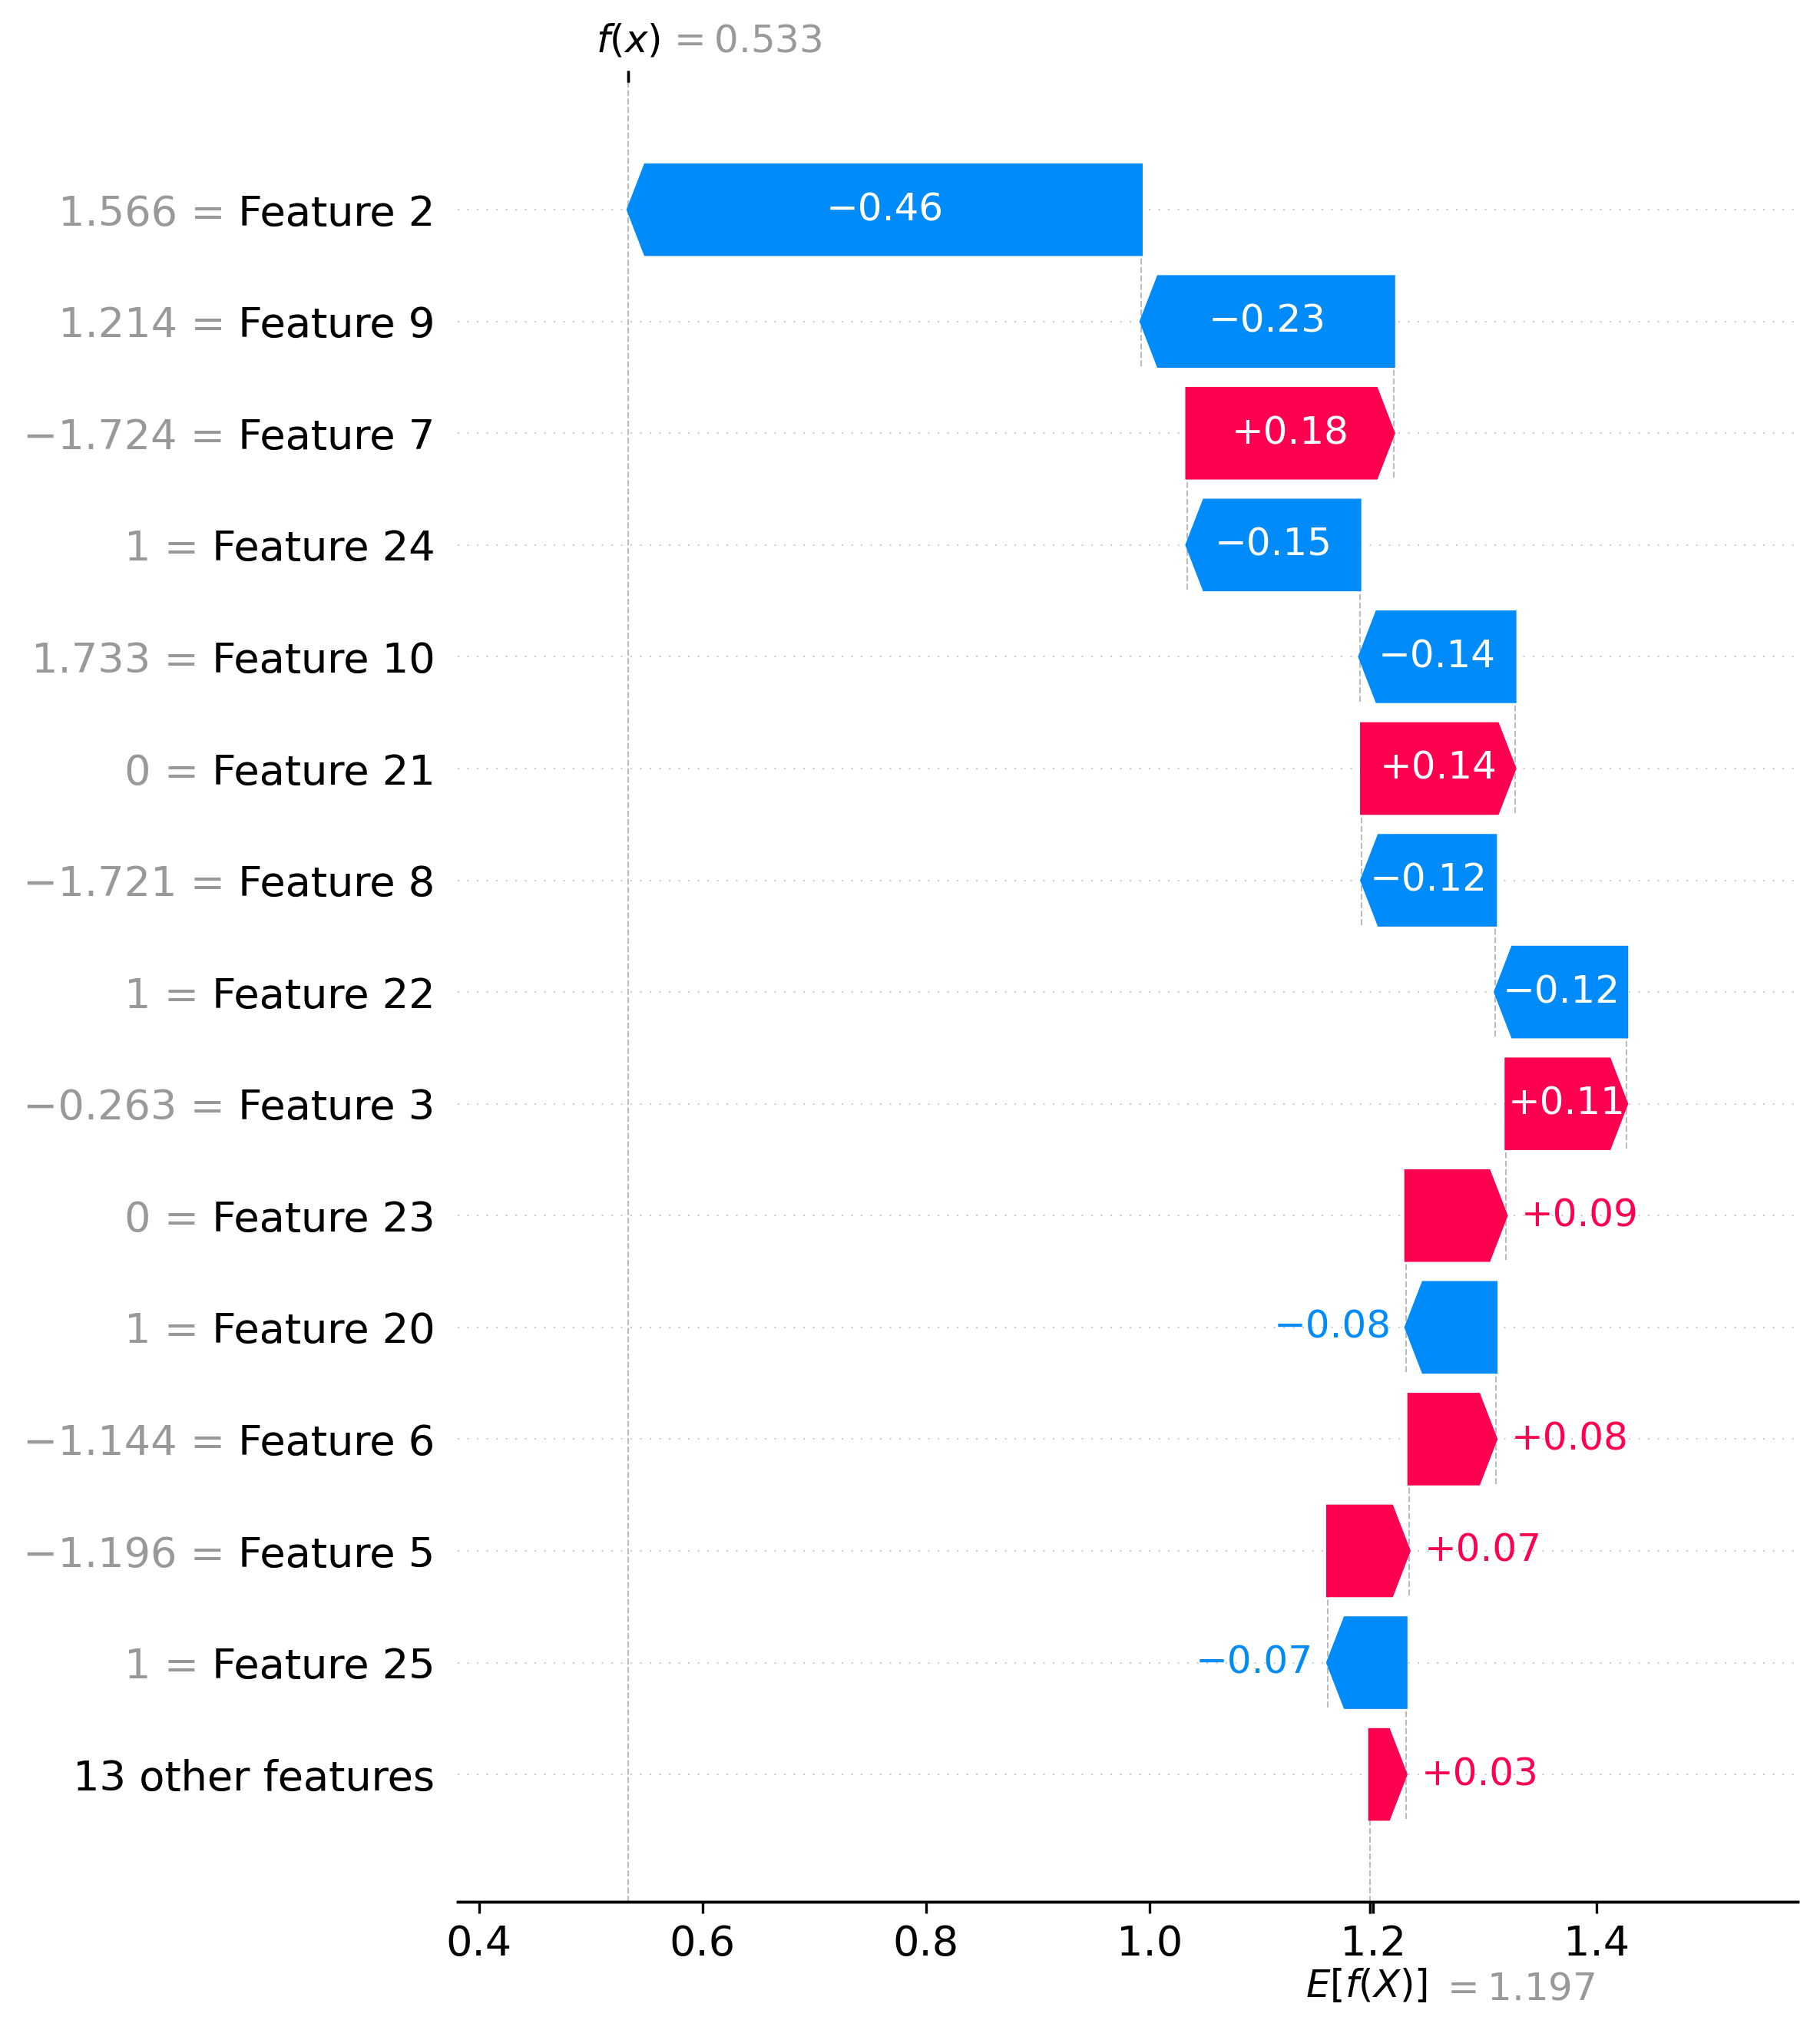 f(x) = 0.533
1.566 = Feature 2 −0.46
1.214 = Feature 9 −0.23
−1.724 = Feature 7 +0.18
1 = Feature 24 −0.15
1.733 = Feature 10 −0.14
0 = Feature 21 +0.14
−1.721 = Feature 8 −0.12
1 = Feature 22 −0.12
−0.263 = Feature 3 +0.11
0 = Feature 23 +0.09
1 = Feature 20 −0.08
−1.144 = Feature 6 +0.08
−1.196 = Feature 5 +0.07
1 = Feature 25 −0.07
13 other features +0.03
0.4 0.6 0.8 1.0 1.2 1.4
E[f(X)] = 1.197